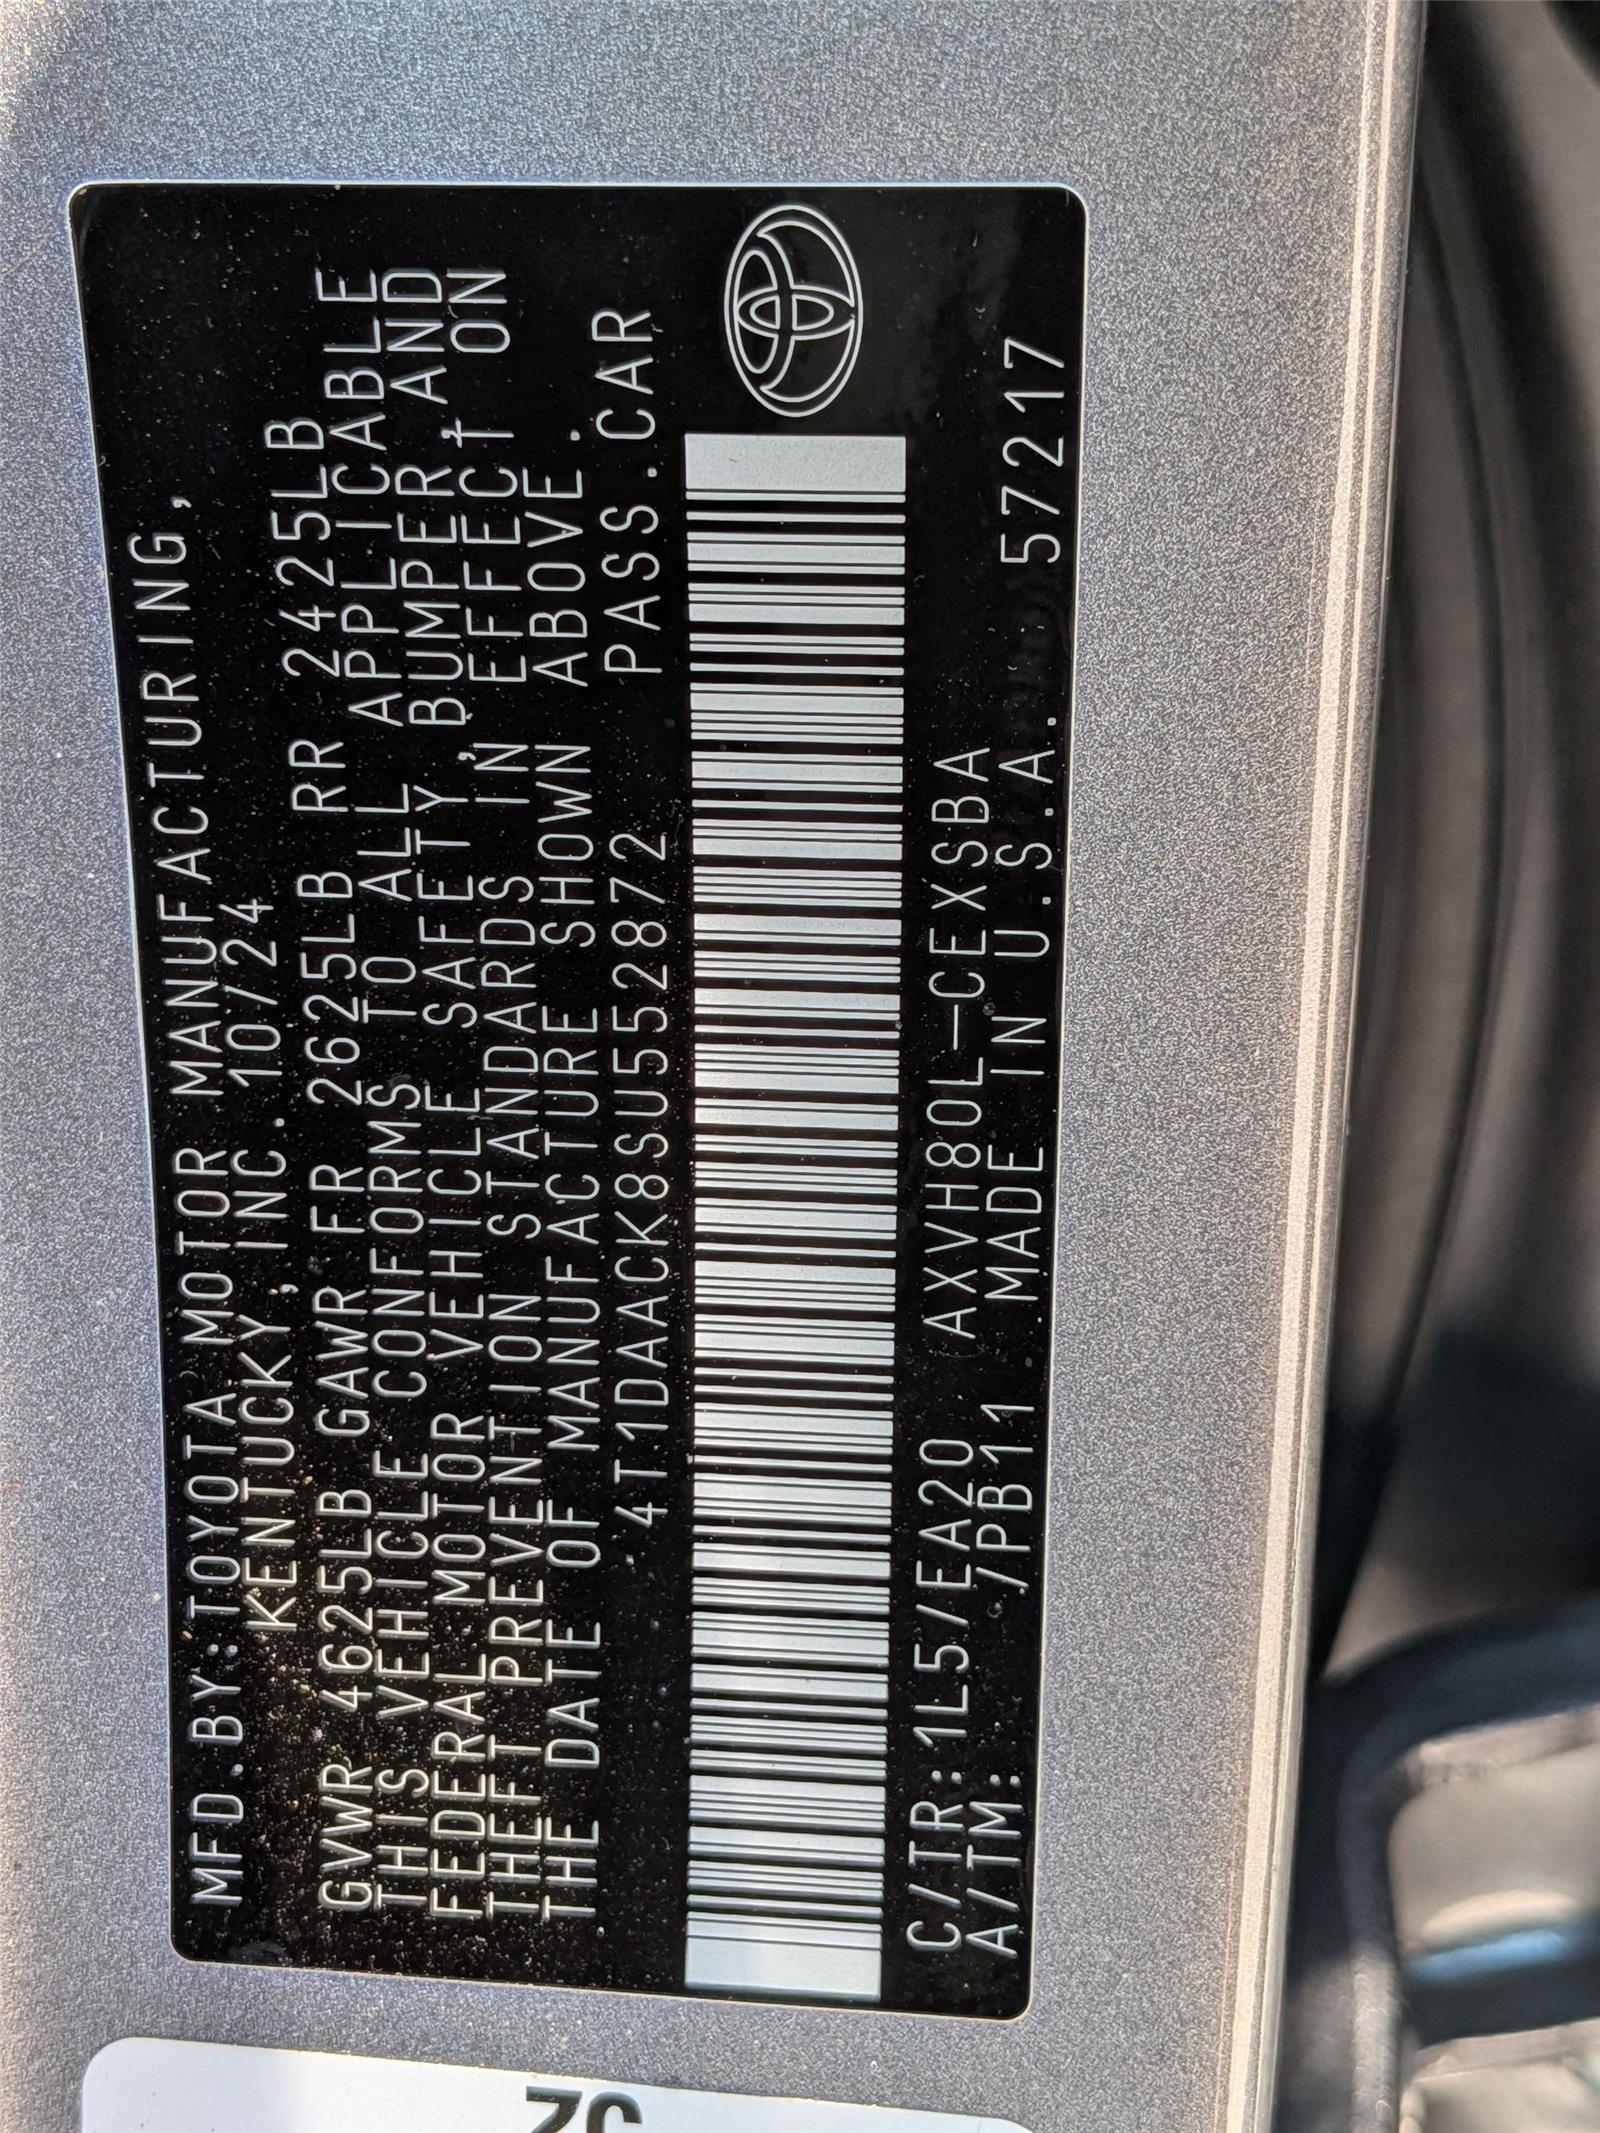 MFD.BY:TOYOTA MOTOR MANUFACTURING,
KENTUCKY, INC. 10/24
GVWR 4625LB GAWR FR 2625LB RR 2425LB
THIS VEHICLE CONFORMS TO ALL APPLICABLE
FEDERAL MOTOR VEHICLE SAFETY, BUMPER AND
THEFT PREVENTION STANDARDS IN EFFECT ON
THE DATE OF MANUFACTURE SHOWN ABOVE.
4T1DAACK8SU552872 PASS.CAR
C/TR:1L5/EA20 AXVH80L-CEXSBA
A/TM: /PB11 MADE IN U.S.A. 57217